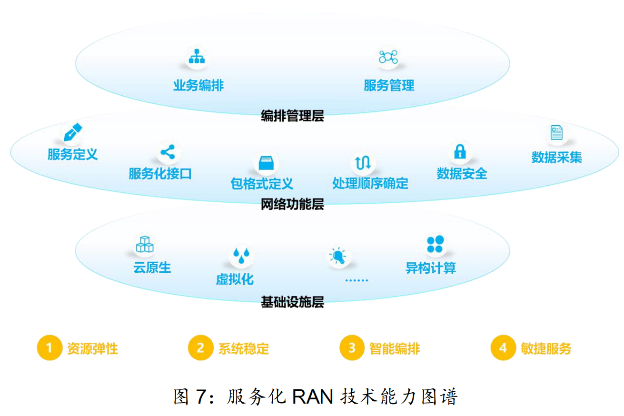 业务编排
服务管理
编排管理层
服务定义
服务化接口
包格式定义
处理顺序确定
数据安全
数据采集
网络功能层
云原生
虚拟化
......
异构计算
基础设施层
1 资源弹性
2 系统稳定
3 智能编排
4 敏捷服务
图 7：服务化 RAN 技术能力图谱